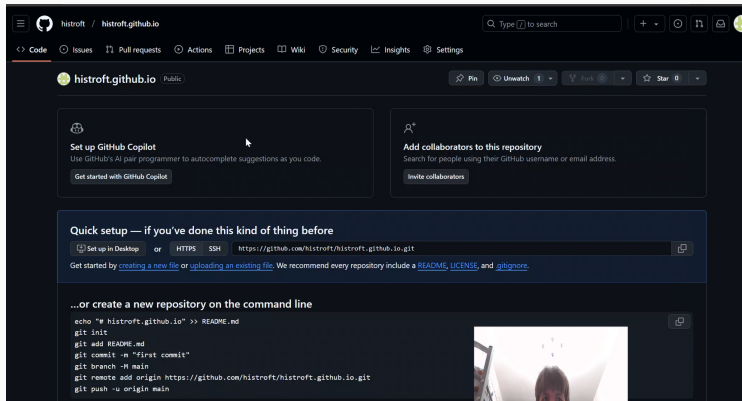 histroft / histroft.github.io
Type / to search
Code Issues Pull requests Actions Projects Wiki Security Insights Settings
histroft.github.io Public
Pin Unwatch 1 Fork 0 Star 0
Set up GitHub Copilot
Use GitHub's AI pair programmer to autocomplete suggestions as you code.
Get started with GitHub Copilot
Add collaborators to this repository
Search for people using their GitHub username or email address.
Invite collaborators
Quick setup — if you've done this kind of thing before
Set up in Desktop or HTTPS SSH https://github.com/histroft/histroft.github.io.git
Get started by creating a new file or uploading an existing file. We recommend every repository include a README, LICENSE, and .gitignore.
...or create a new repository on the command line
echo "# histroft.github.io" >> README.md
git init
git add README.md
git commit -m "first commit"
git branch -M main
git remote add origin https://github.com/histroft/histroft.github.io.git
git push -u origin main